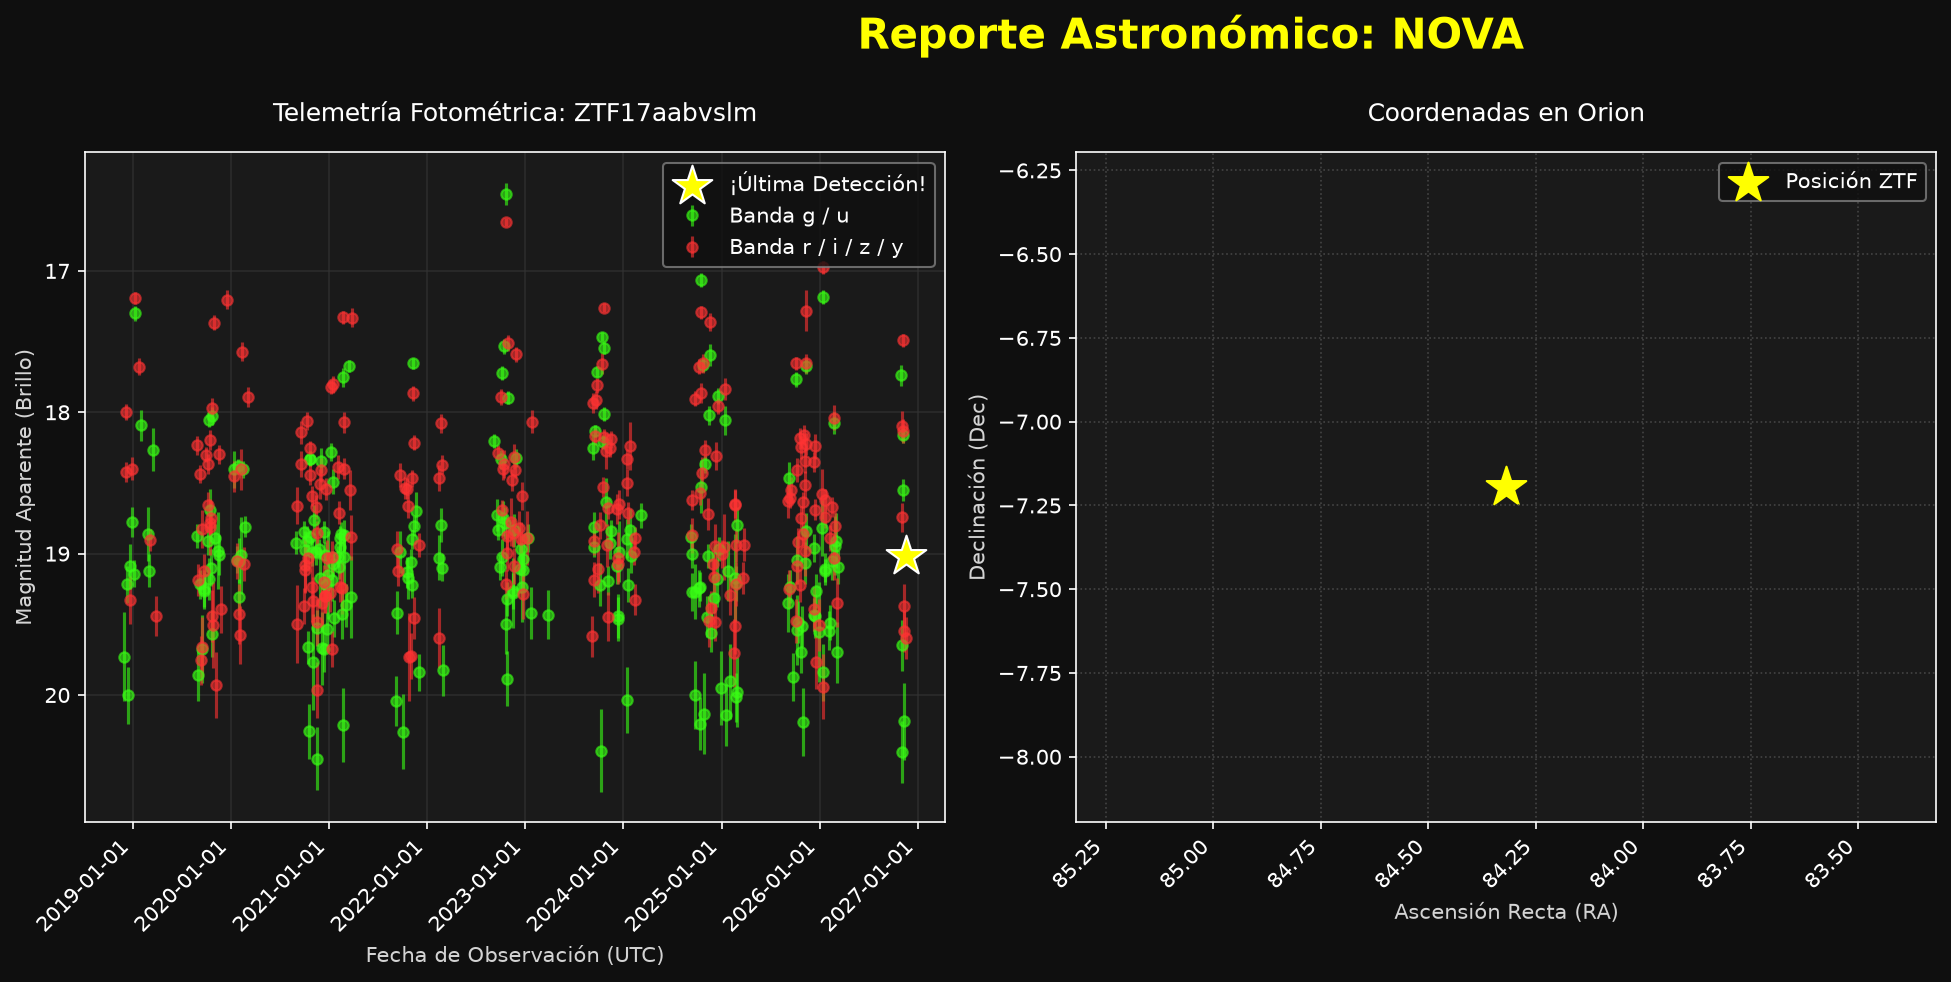 Reporte Astronómico: NOVA
Telemetría Fotométrica: ZTF17aabvslm
Magnitud Aparente (Brillo)
17
18
19
20
¡Última Detección!
Banda g / u
Banda r / i / z / y
2019-01-01
2020-01-01
2021-01-01
2022-01-01
2023-01-01
2024-01-01
2025-01-01
2026-01-01
2027-01-01
Fecha de Observación (UTC)
Coordenadas en Orion
Declinación (Dec)
−6.25
−6.50
−6.75
−7.00
−7.25
−7.50
−7.75
−8.00
Posición ZTF
85.25
85.00
84.75
84.50
84.25
84.00
83.75
83.50
Ascensión Recta (RA)